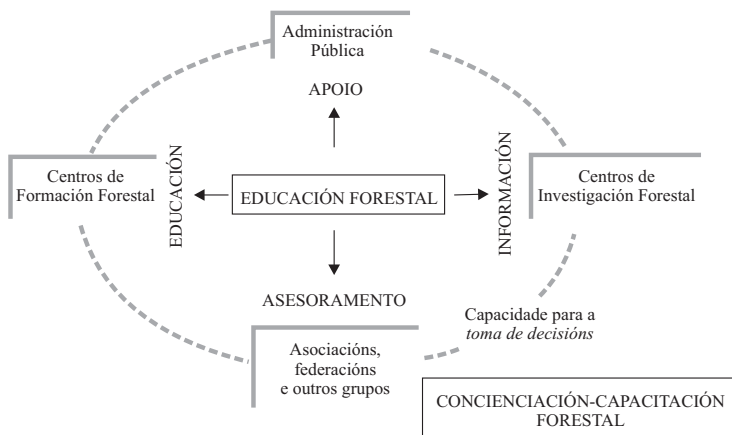 Administración
Pública
APOIO
Centros de
Formación Forestal
EDUCACIÓN
EDUCACIÓN FORESTAL
INFORMACIÓN
Centros de
Investigación Forestal
ASESORAMENTO
Capacidade para a
toma de decisións
Asociacións,
federacións
e outros grupos
CONCIENCIACIÓN-CAPACITACIÓN
FORESTAL